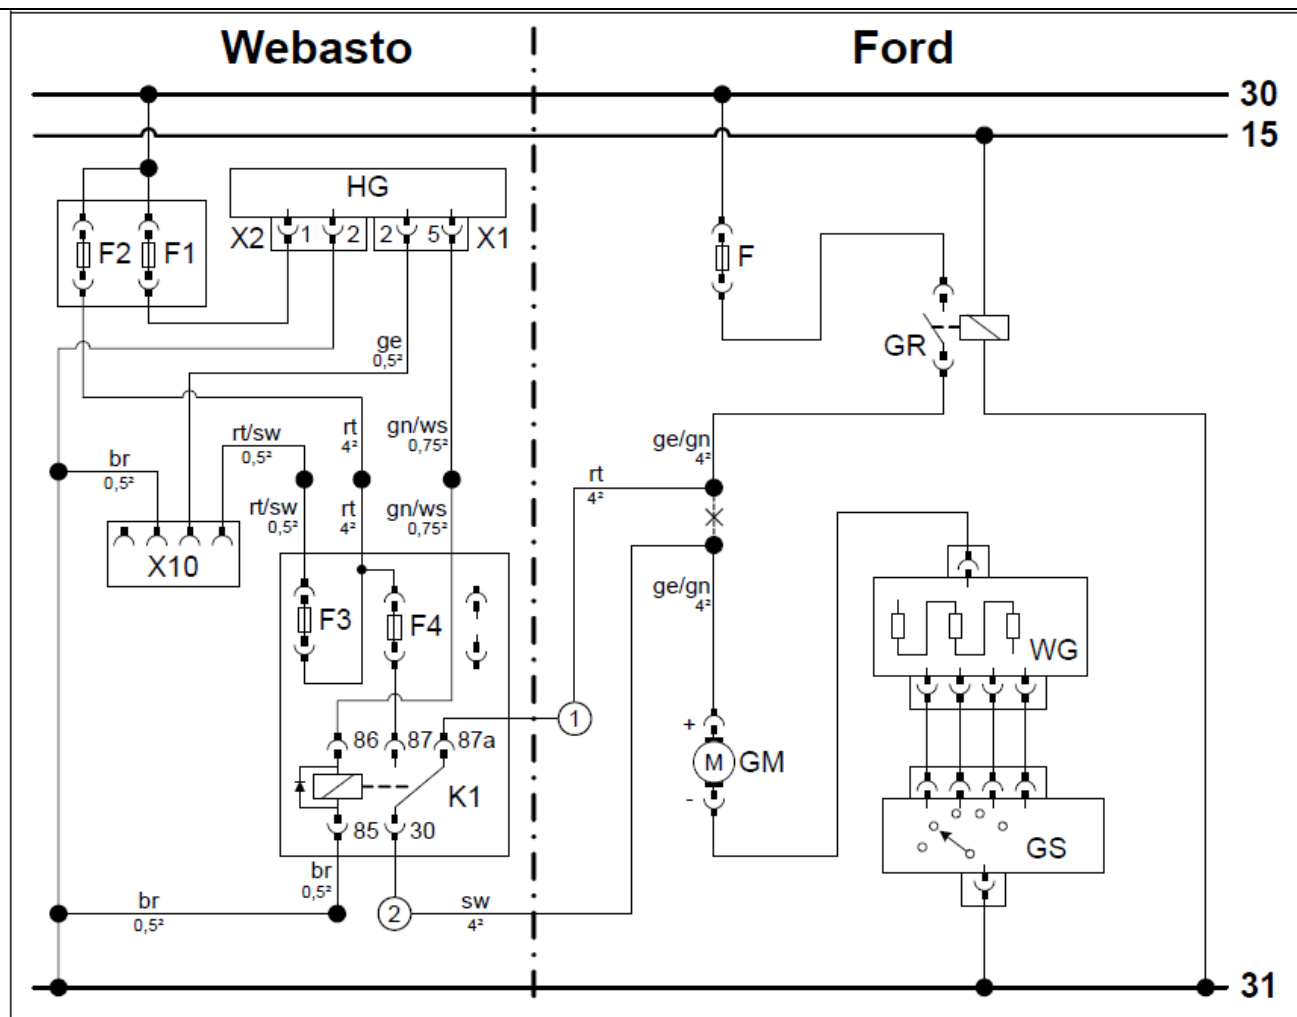 Webasto
Ford
30
15
HG
X2 1 2 2 5 X1
F2 F1
F
GR
ge
0,5²
rt/sw
0,5²
rt
4²
gn/ws
0,75²
ge/gn
4²
br
0,5²
rt
4²
rt/sw
0,5²
rt
4²
gn/ws
0,75²
X10
ge/gn
4²
F3
F4
WG
1
+
86 87 87a
M GM
K1
-
85 30
GS
br
0,5²
br
0,5²
2
sw
4²
31